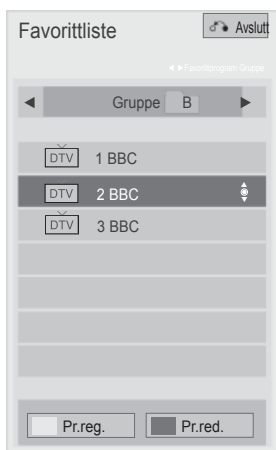 Favorittliste
Avslutt
◄ ► Favorittprogram Gruppe
◄ Gruppe B ►
DTV 1 BBC
DTV 2 BBC
DTV 3 BBC
Pr.reg. Pr.red.